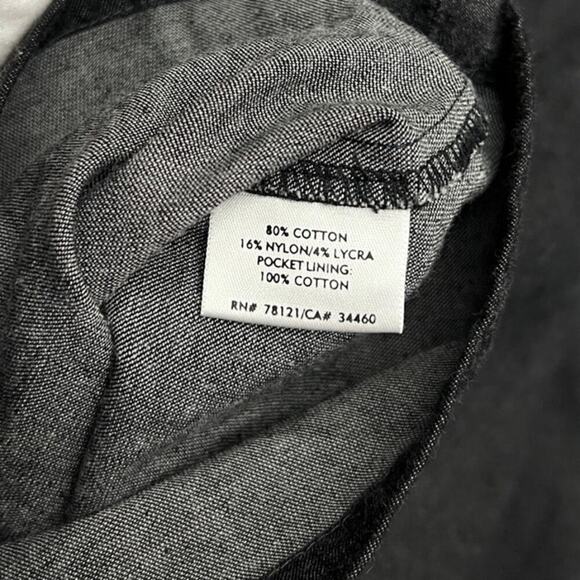 80% COTTON
16% NYLON/4% LYCRA
POCKET LINING:
100% COTTON
RN# 78121/CA# 34460